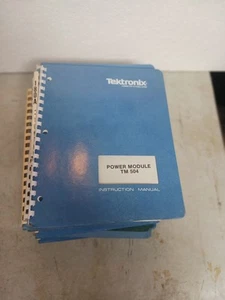 Tektronix
POWER MODULE
TM 504
INSTRUCTION MANUAL